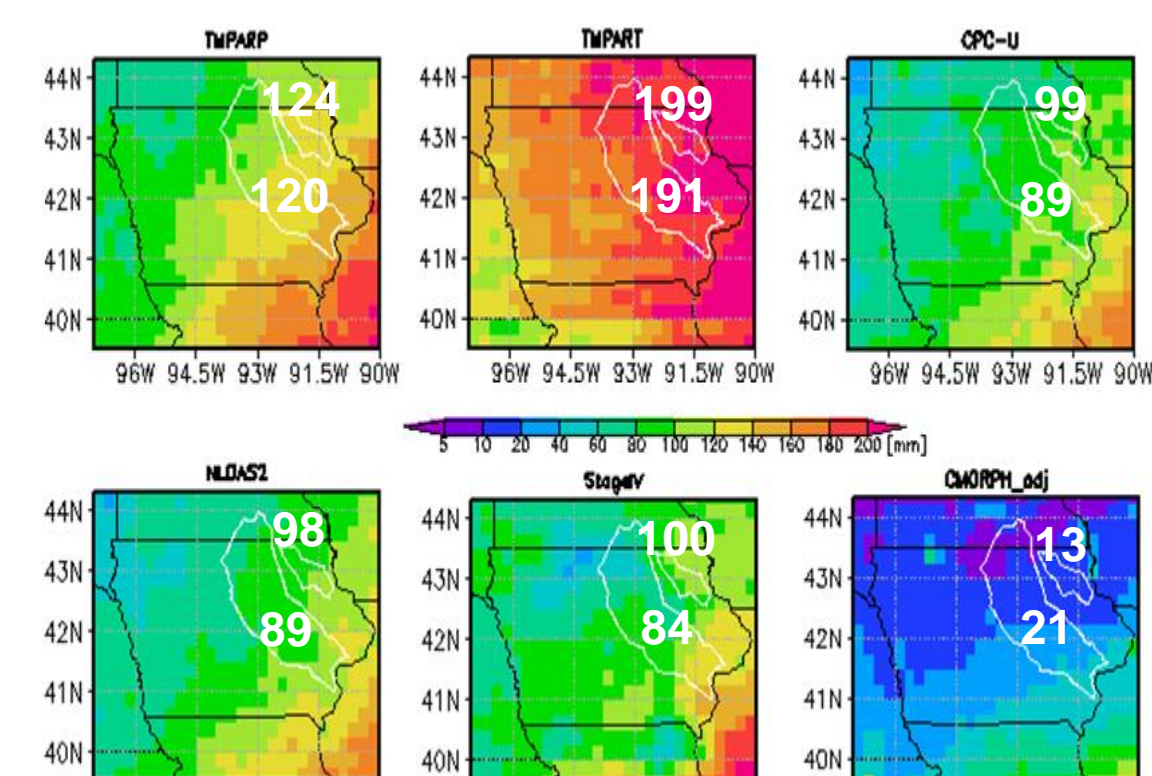 TMPARP TMPART CPC-U
44N 124 44N 199 44N 99
43N 43N 43N
42N 120 42N 191 42N 89
41N 41N 41N
40N 40N 40N
96W 94.5W 93W 91.5W 90W 96W 94.5W 93W 91.5W 90W 96W 94.5W 93W 91.5W 90W
5 10 20 40 60 80 100 120 140 160 180 200 [mm]
NLDAS2 StageIV CMORPH_adj
44N 98 44N 100 44N 13
43N 43N 43N
42N 89 42N 84 42N 21
41N 41N 41N
40N 40N 40N